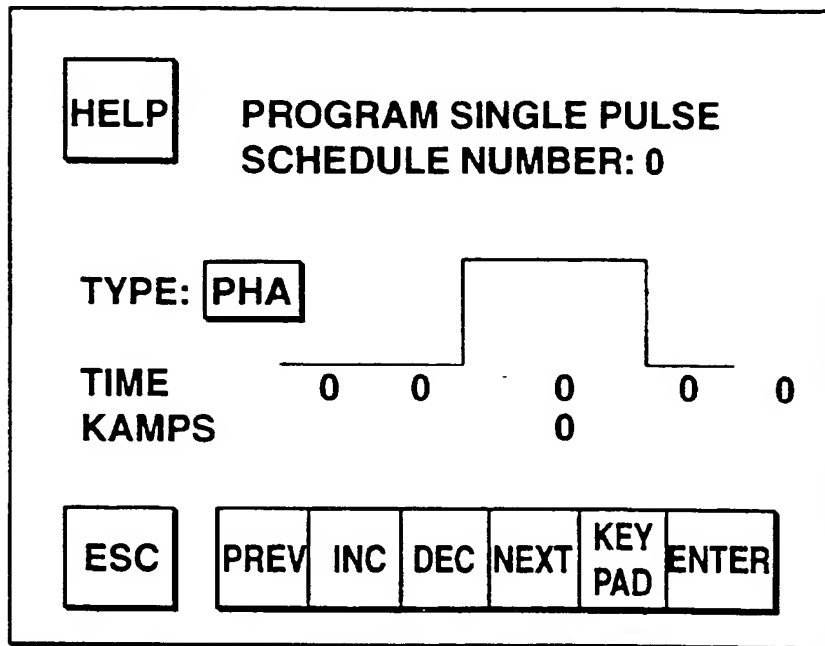 HELP
PROGRAM SINGLE PULSE
SCHEDULE NUMBER: 0
TYPE: PHA
TIME 0 0 0 0 0
KAMPS 0
ESC PREV INC DEC NEXT KEY PAD ENTER